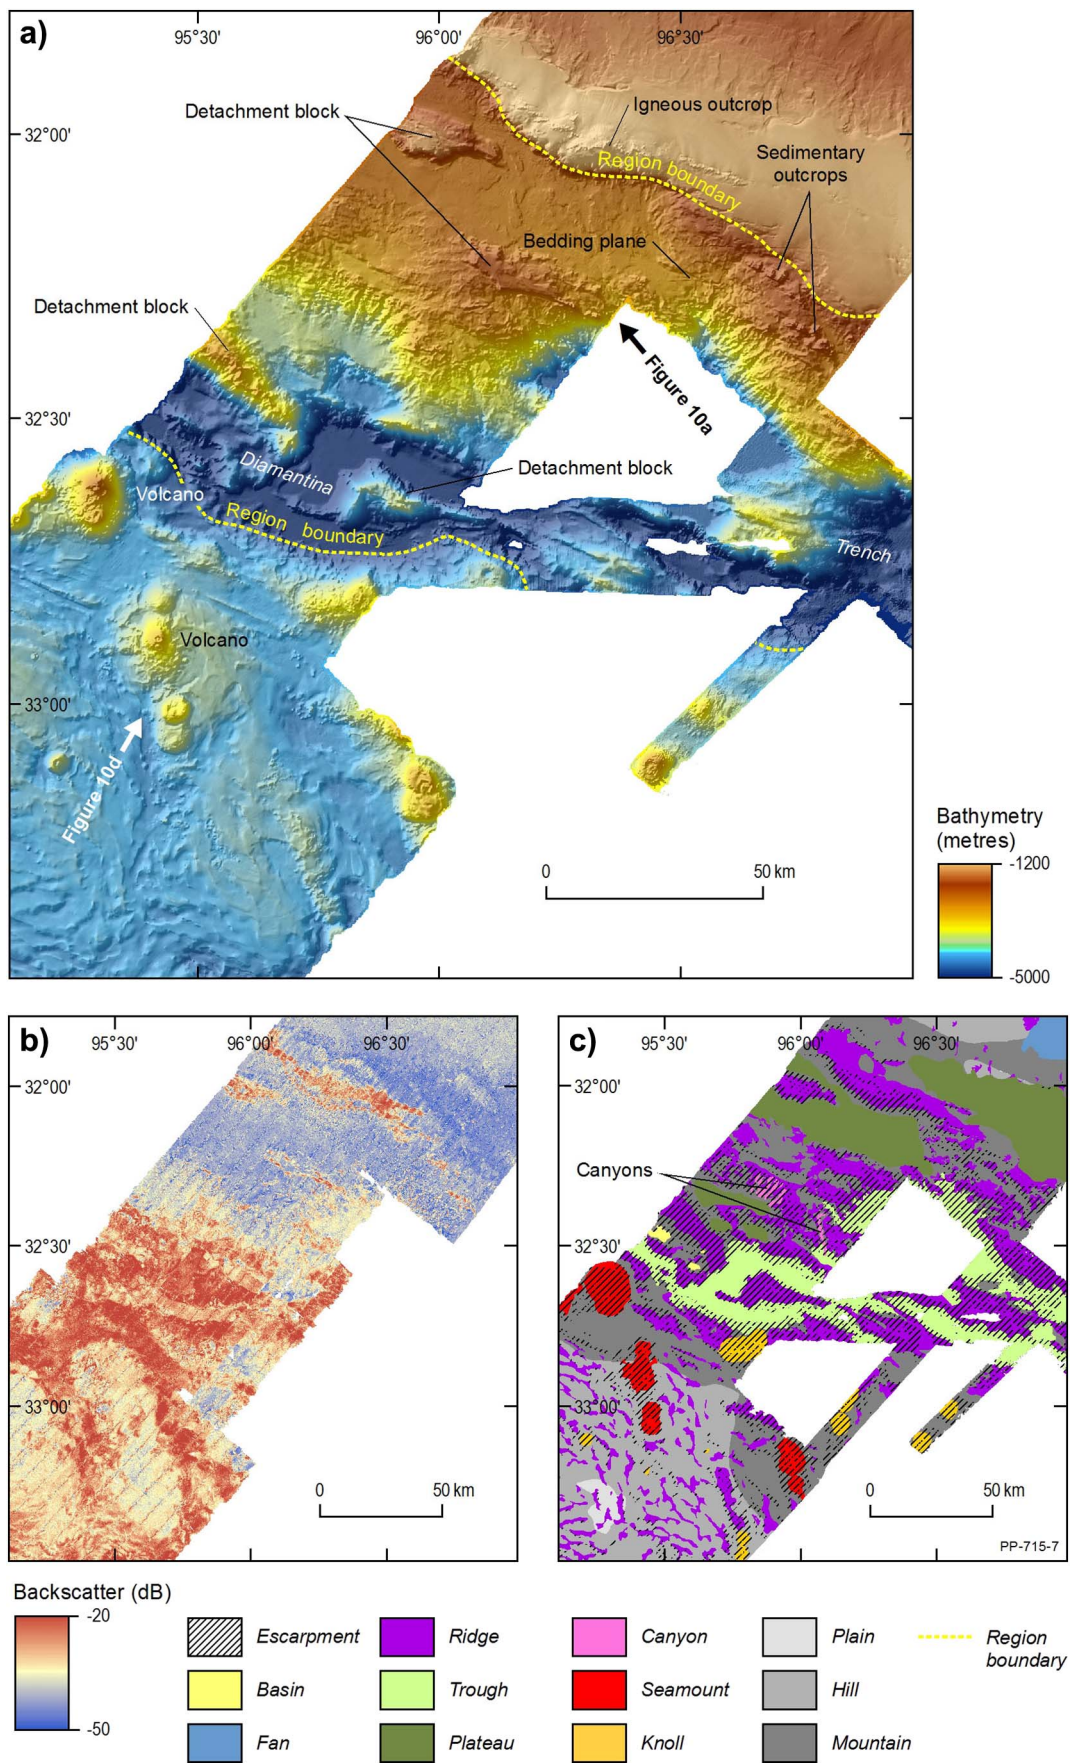 a)
95°30'
96°00'
96°30'
Detachment block
Igneous outcrop
32°00'
Sedimentary
outcrops
Region boundary
Bedding plane
Detachment block
Figure 10a
32°30'
Diamantina
Detachment block
Volcano
Region boundary
Trench
Volcano
33°00'
Figure 10d
0
50 km
Bathymetry
(metres)
-1200
-5000
b)
95°30'
96°00'
96°30'
32°00'
32°30'
33°00'
0
50 km
c)
95°30'
96°00'
96°30'
32°00'
Canyons
32°30'
33°00'
0
50 km
PP-715-7
Backscatter (dB)
-20
-50
Escarpment
Ridge
Canyon
Plain
Region
boundary
Basin
Trough
Seamount
Hill
Fan
Plateau
Knoll
Mountain